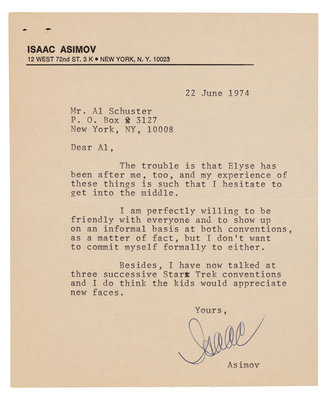 ISAAC ASIMOV
12 WEST 72nd ST. 3 K • NEW YORK, N. Y. 10023
22 June 1974
Mr. Al Schuster
P. O. Box 3127
New York, NY, 10008
Dear Al,
The trouble is that Elyse has
been after me, too, and my experience of
these things is such that I hesitate to
get into the middle.
I am perfectly willing to be
friendly with everyone and to show up
on an informal basis at both conventions,
as a matter of fact, but I don't want
to commit myself formally to either.
Besides, I have now talked at
three successive Star Trek conventions
and I do think the kids would appreciate
new faces.
Yours,
Isaac
Asimov